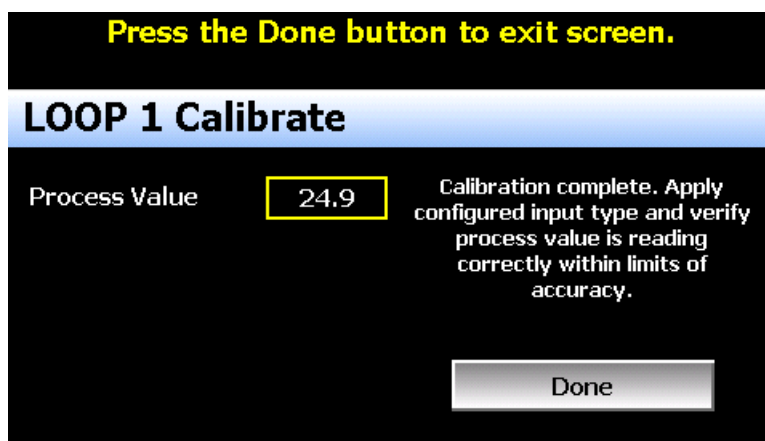 Press the Done button to exit screen.
LOOP 1 Calibrate
Process Value
24.9
Calibration complete. Apply
configured input type and verify
process value is reading
correctly within limits of
accuracy.
Done